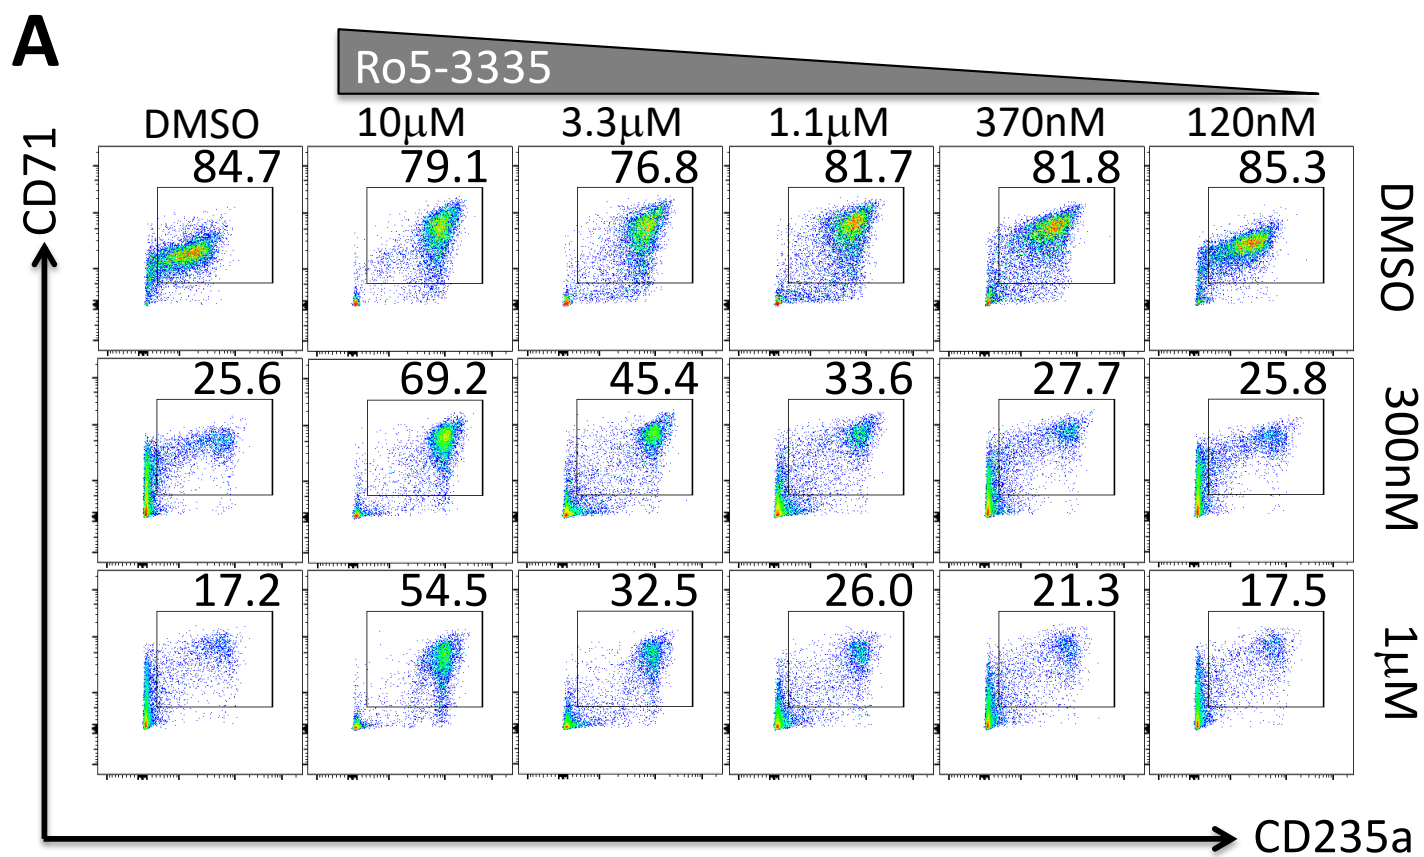 A
Ro5-3335
DMSO 10μM 3.3μM 1.1μM 370nM 120nM
CD71
84.7 79.1 76.8 81.7 81.8 85.3
DMSO
25.6 69.2 45.4 33.6 27.7 25.8
300nM
17.2 54.5 32.5 26.0 21.3 17.5
1μM
CD235a